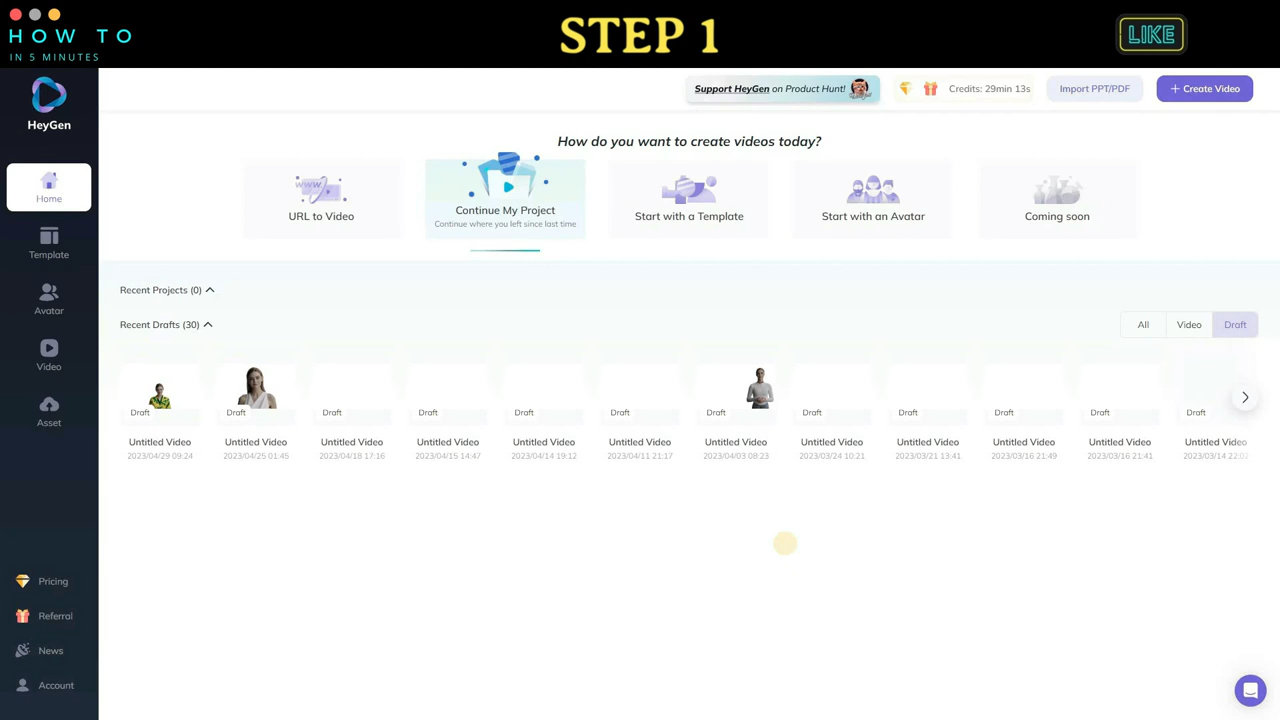 HOW TO
IN 5 MINUTES
STEP 1
LIKE
HeyGen
Home
Template
Avatar
Video
Asset
Pricing
Referral
News
Account
Support HeyGen on Product Hunt!
Credits: 29min 13s
Import PPT/PDF
+ Create Video
How do you want to create videos today?
www
URL to Video
Continue My Project
Continue where you left since last time
Start with a Template
Start with an Avatar
Coming soon
Recent Projects (0)
Recent Drafts (30)
All Video Draft
Draft Draft Draft Draft Draft Draft Draft Draft Draft Draft Draft Draft
Untitled Video Untitled Video Untitled Video Untitled Video Untitled Video Untitled Video Untitled Video Untitled Video Untitled Video Untitled Video Untitled Video Untitled Video
2023/04/29 09:24 2023/04/25 01:45 2023/04/18 17:16 2023/04/15 14:47 2023/04/14 19:12 2023/04/11 21:17 2023/04/03 08:23 2023/03/24 10:21 2023/03/21 13:41 2023/03/16 21:49 2023/03/16 21:41 2023/03/14